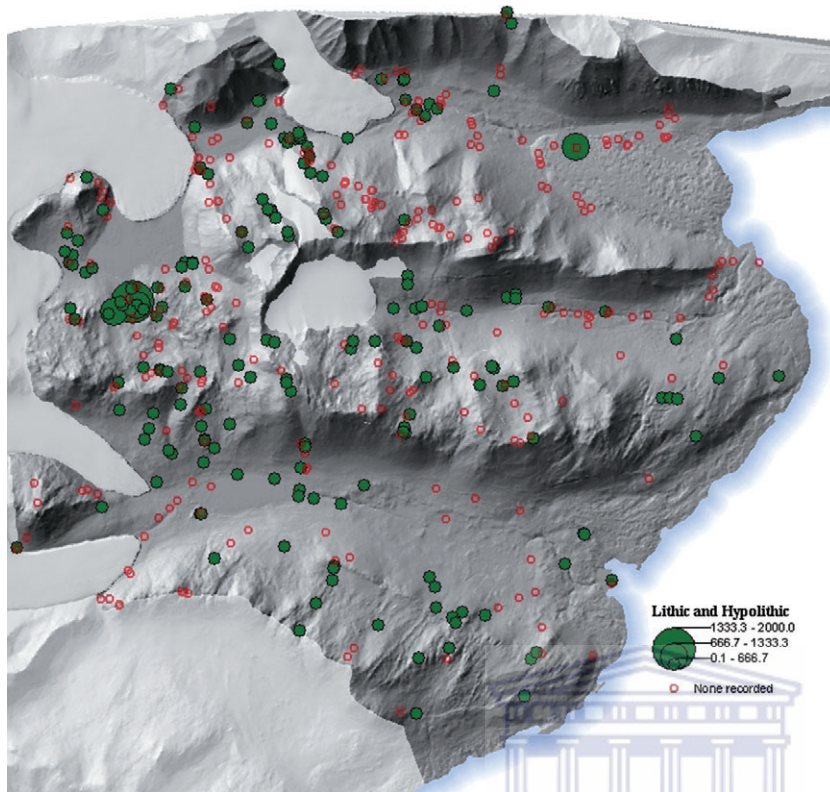 Lithic and Hypolithic
1333.3 - 2000.0
666.7 - 1333.3
0.1 - 666.7
None recorded